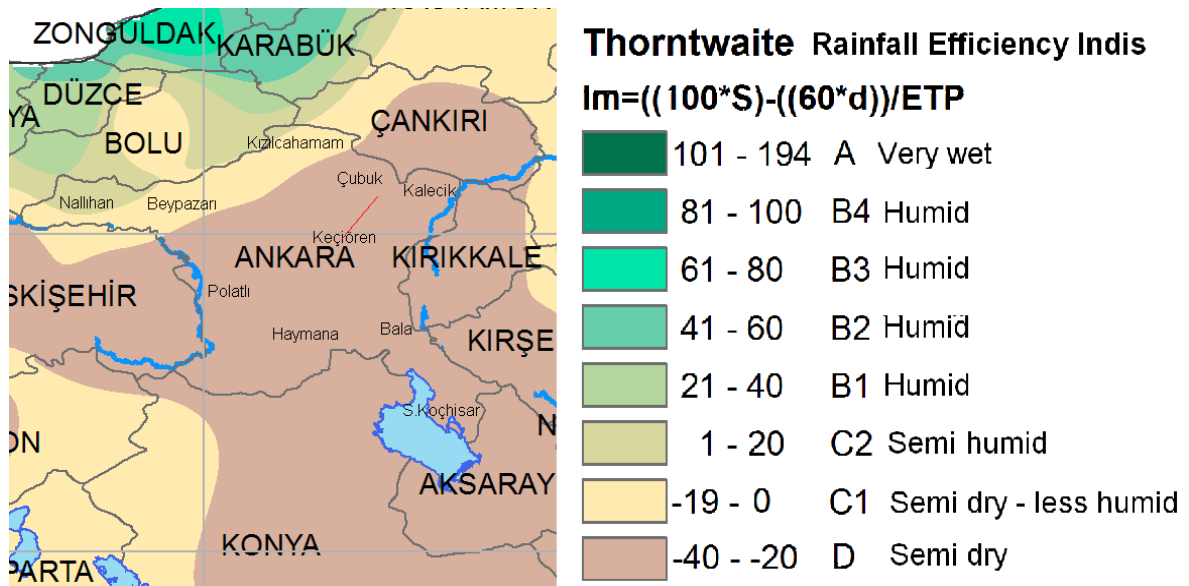 ZONGULDAK
KARABÜK
DÜZCE
YA
BOLU
ÇANKIRI
Kızılcahamam
Çubuk
Kalecik
Nallıhan
Beypazarı
Keçiören
ANKARA
KIRIKKALE
SKİŞEHİR
Polatlı
Haymana
Bala
KIRŞE
S.Koçhisar
ON
N
AKSARAY
KONYA
PARTA
Thorntwaite Rainfall Efficiency Indis
Im=((100*S)-((60*d))/ETP
101 - 194 A Very wet
81 - 100 B4 Humid
61 - 80 B3 Humid
41 - 60 B2 Humid
21 - 40 B1 Humid
1 - 20 C2 Semi humid
-19 - 0 C1 Semi dry - less humid
-40 - -20 D Semi dry